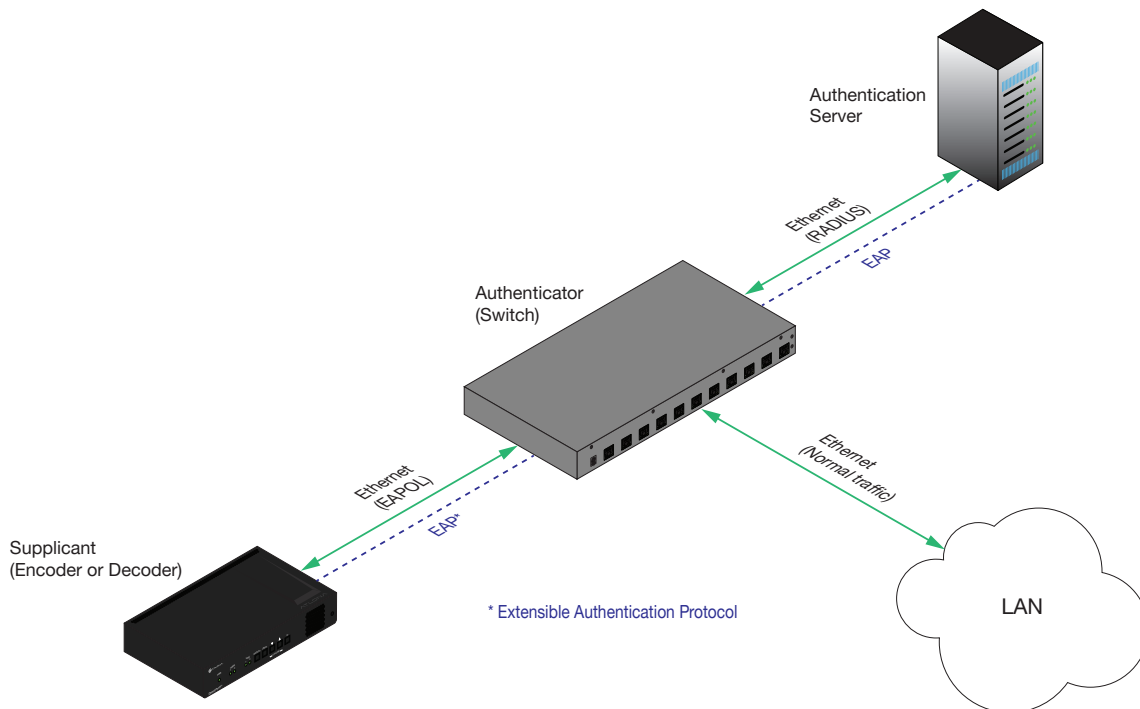 Authentication
Server
Ethernet
(RADIUS)
EAP
Authenticator
(Switch)
Ethernet
(Normal traffic)
Ethernet
(EAPOL)
EAP*
Supplicant
(Encoder or Decoder)
* Extensible Authentication Protocol
LAN